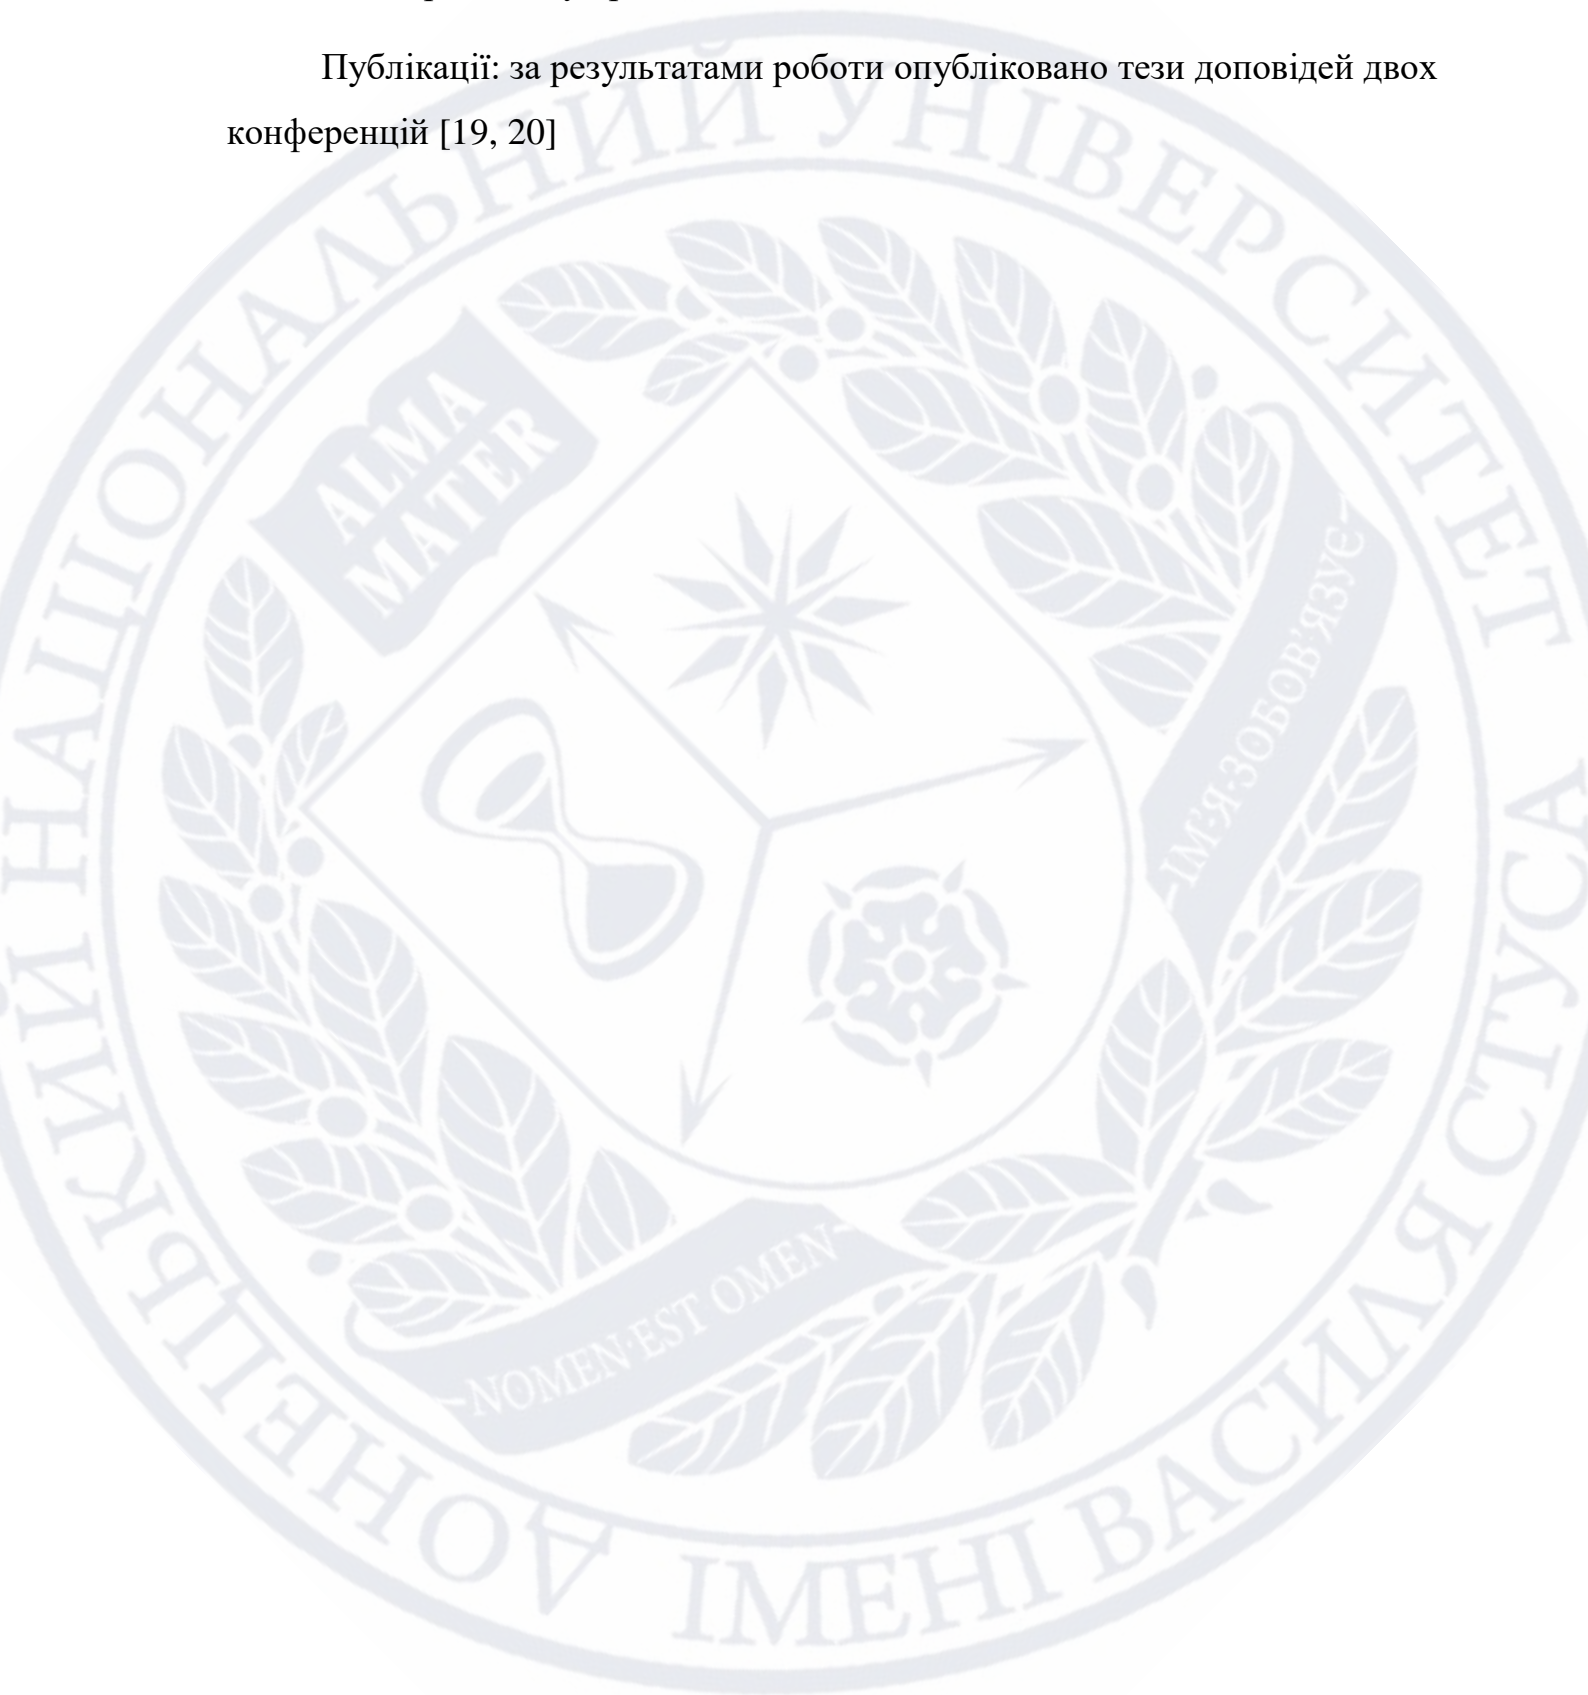 Публікації: за результатами роботи опубліковано тези доповідей двох
конференцій [19, 20]
ДОНЕЦЬКИЙ НАЦІОНАЛЬНИЙ УНІВЕРСИТЕТ
ІМЕНІ ВАСИЛЯ СТУСА
ALMA
MATER
ІМ'Я·ЗОБОВ'ЯЗУЄ
NOMEN·EST OMEN